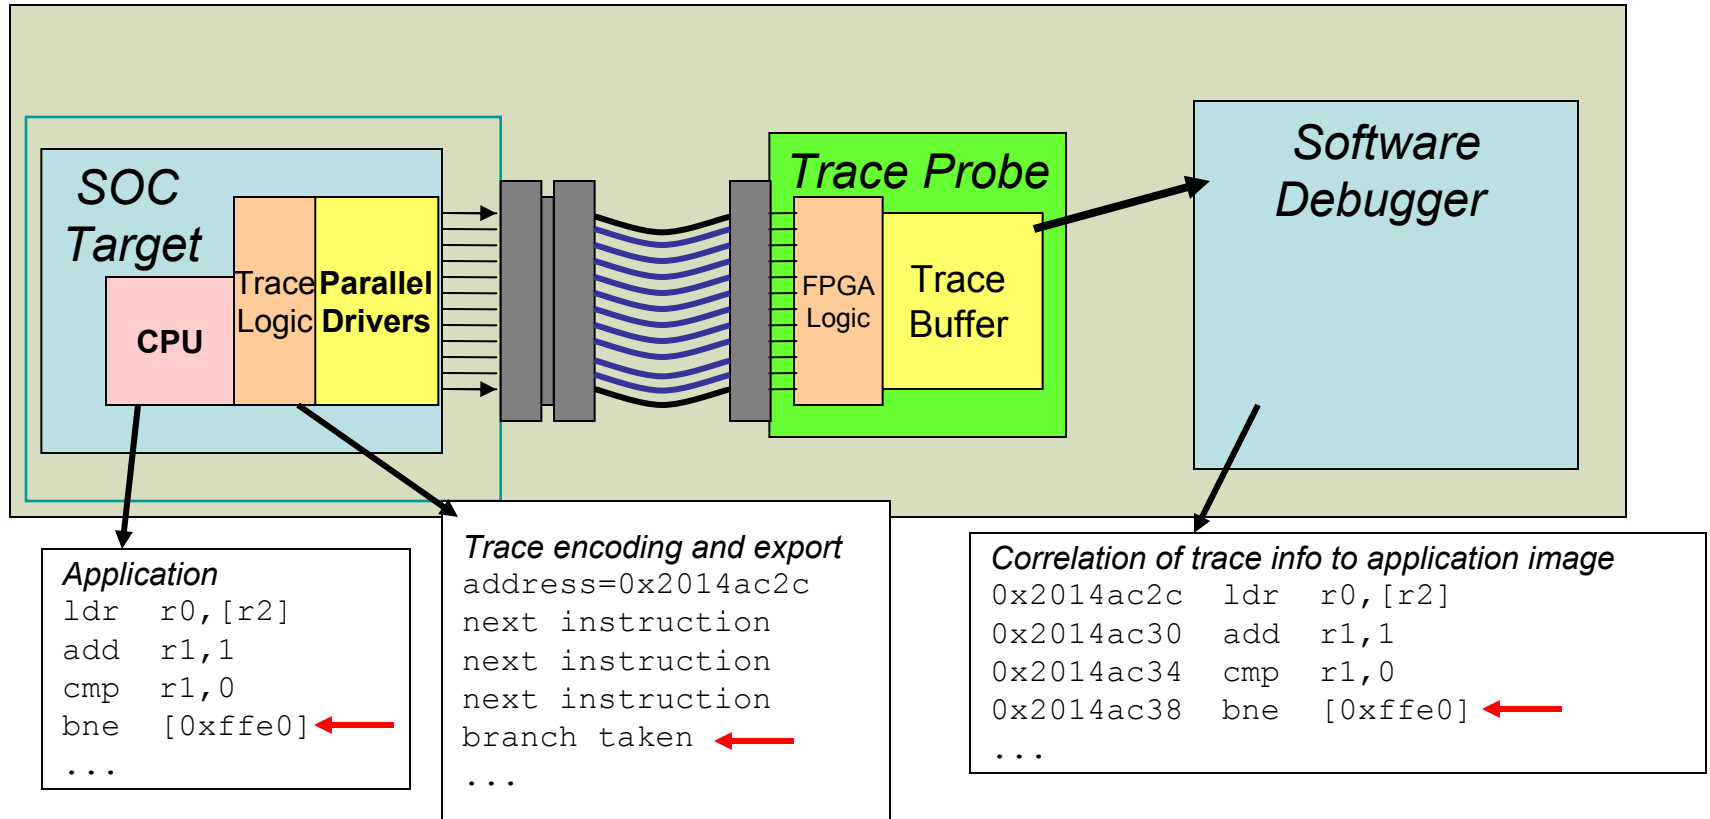 SOC
Target
CPU
Trace
Logic
Parallel
Drivers
Trace Probe
FPGA
Logic
Trace
Buffer
Software
Debugger
Application
ldr r0,[r2]
add r1,1
cmp r1,0
bne [0xffe0]
...
Trace encoding and export
address=0x2014ac2c
next instruction
next instruction
next instruction
branch taken
...
Correlation of trace info to application image
0x2014ac2c ldr r0,[r2]
0x2014ac30 add r1,1
0x2014ac34 cmp r1,0
0x2014ac38 bne [0xffe0]
...